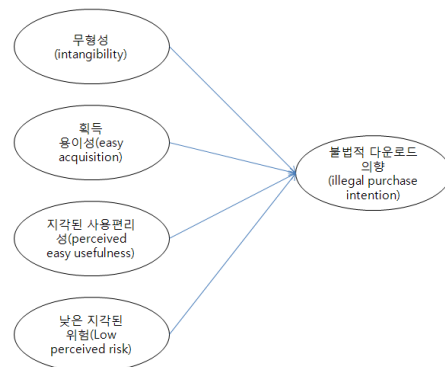 무형성
(intangibility)
획득
용이성(easy
acquisition)
지각된 사용편리
성(perceived
easy usefulness)
낮은 지각된
위험(Low
perceived risk)
불법적 다운로드
의향
(illegal purchase
intention)